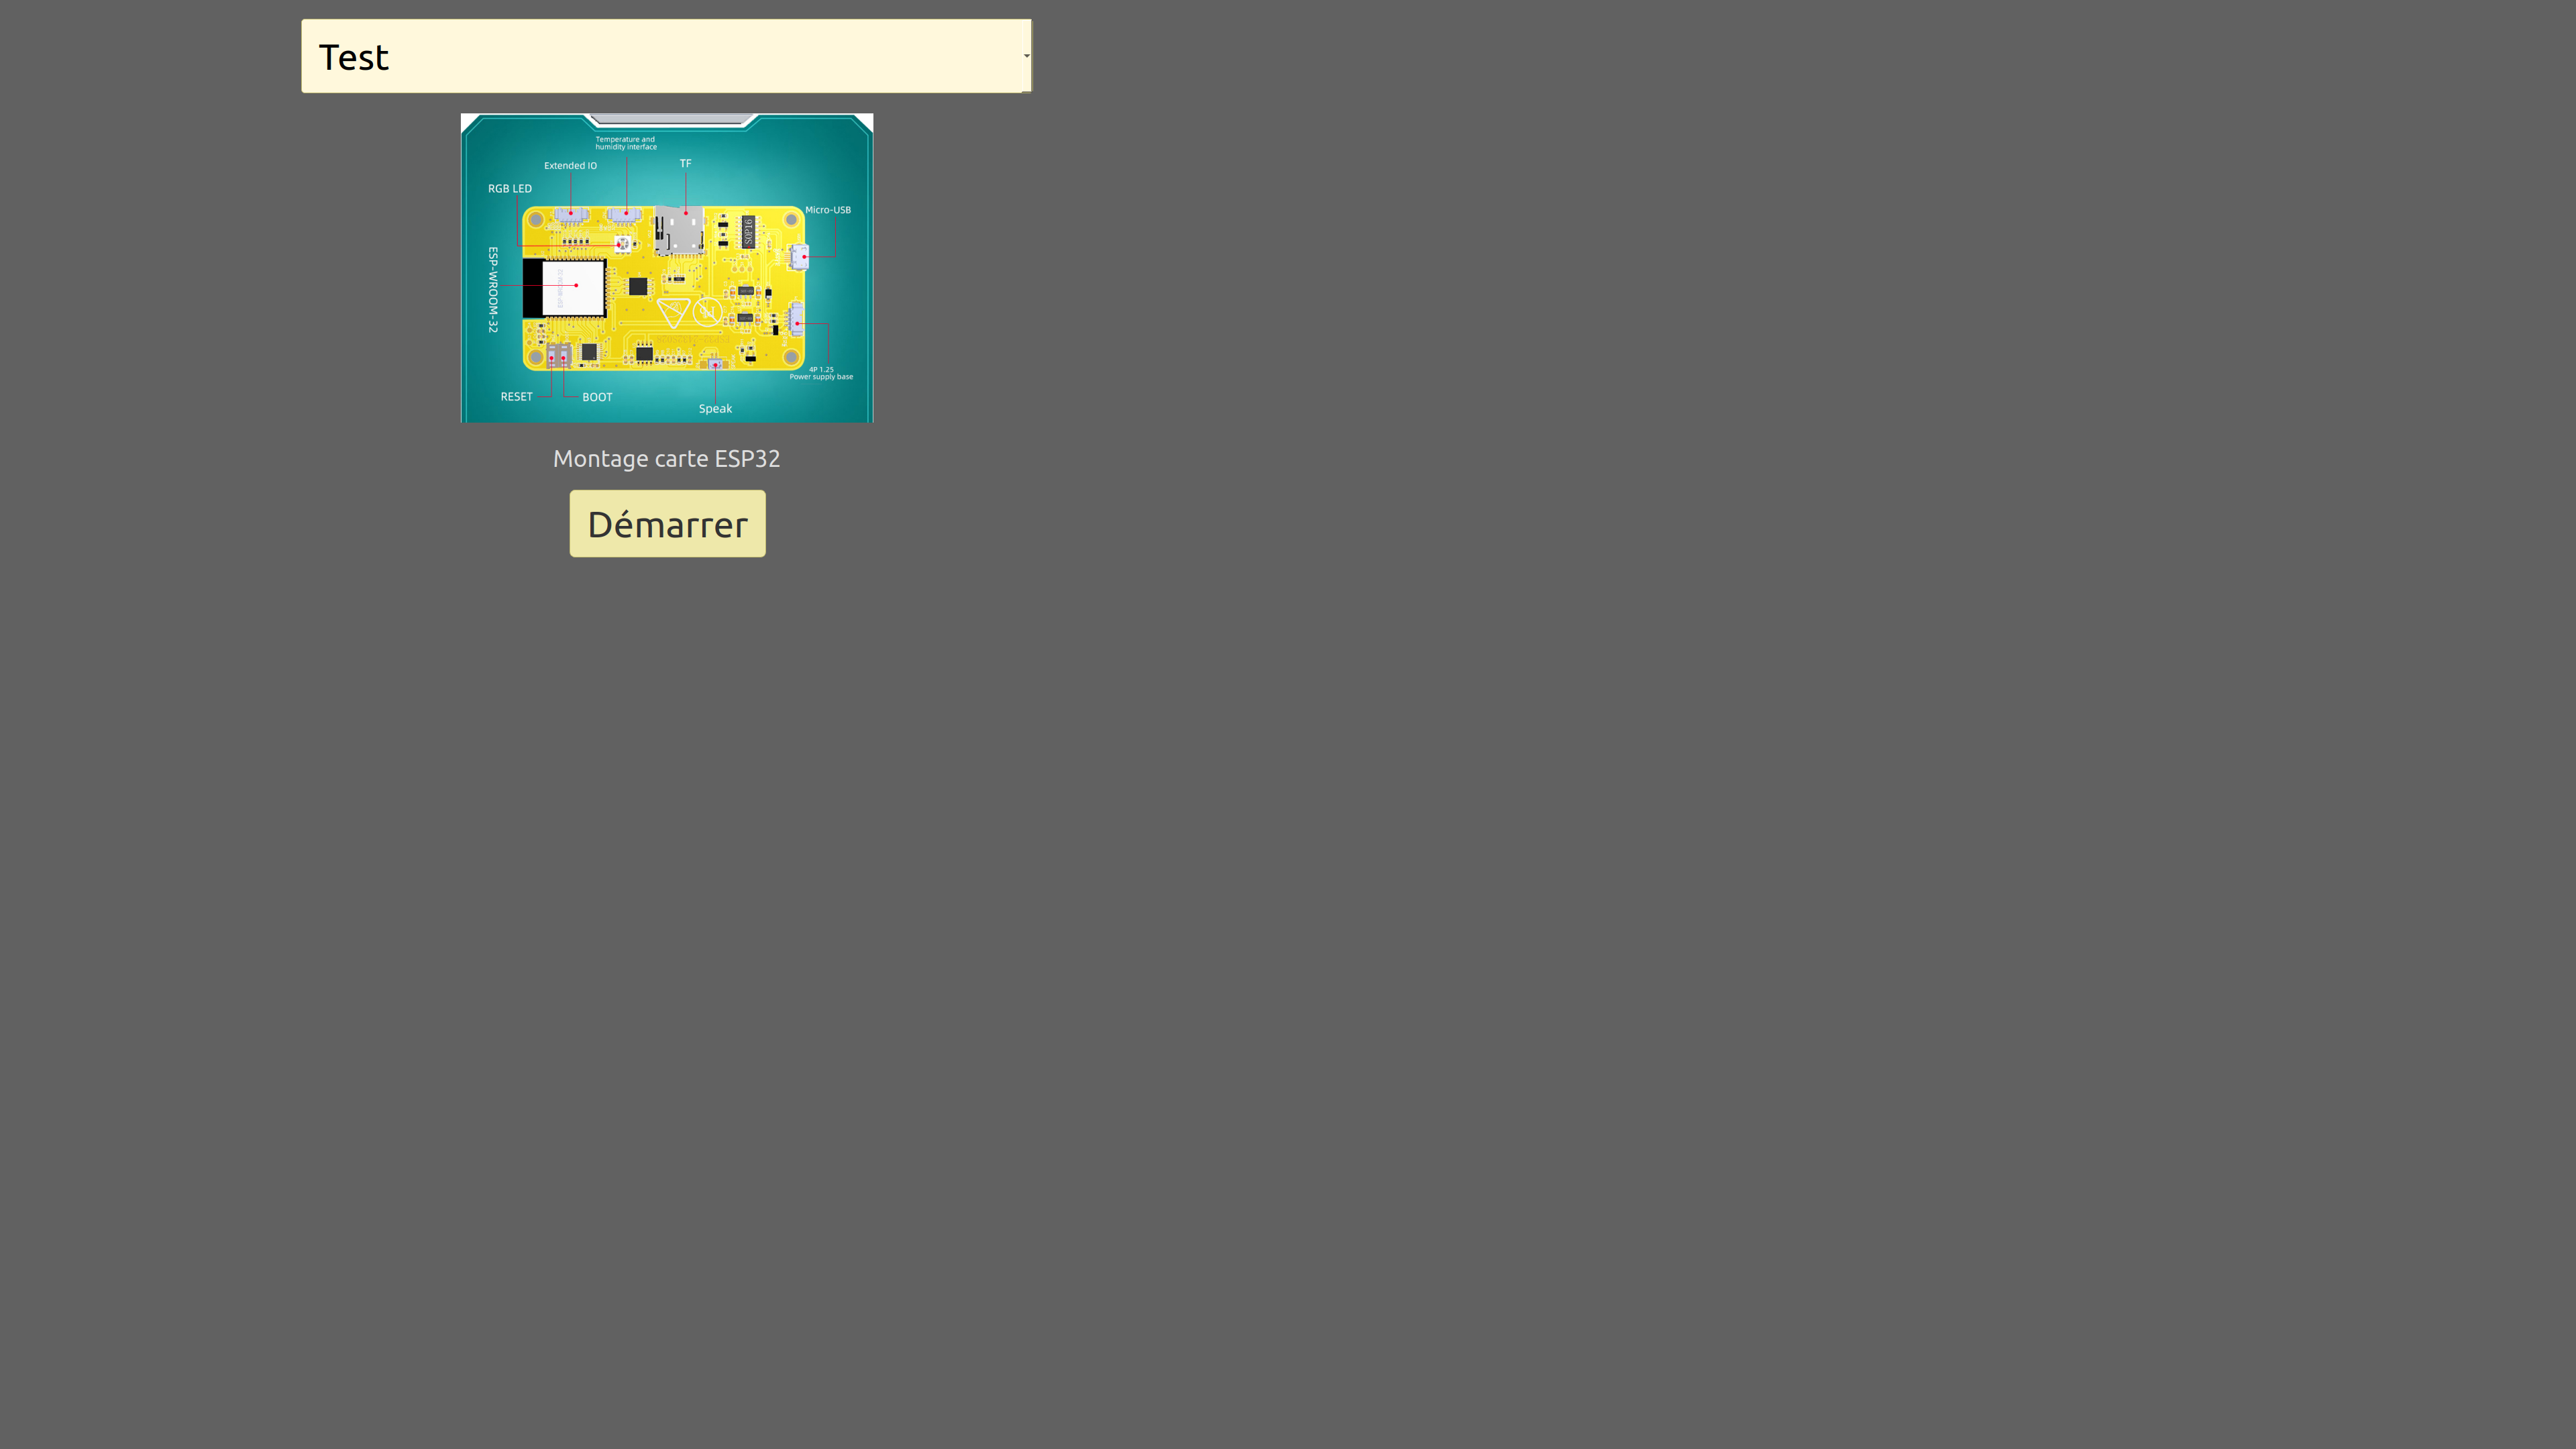 Test
Temperature and
humidity interface
Extended IO
TF
RGB LED
Micro-USB
SOP16
ESP-WROOM-32
4P 1.25
Power supply base
RESET
BOOT
Speak
Montage carte ESP32
Démarrer